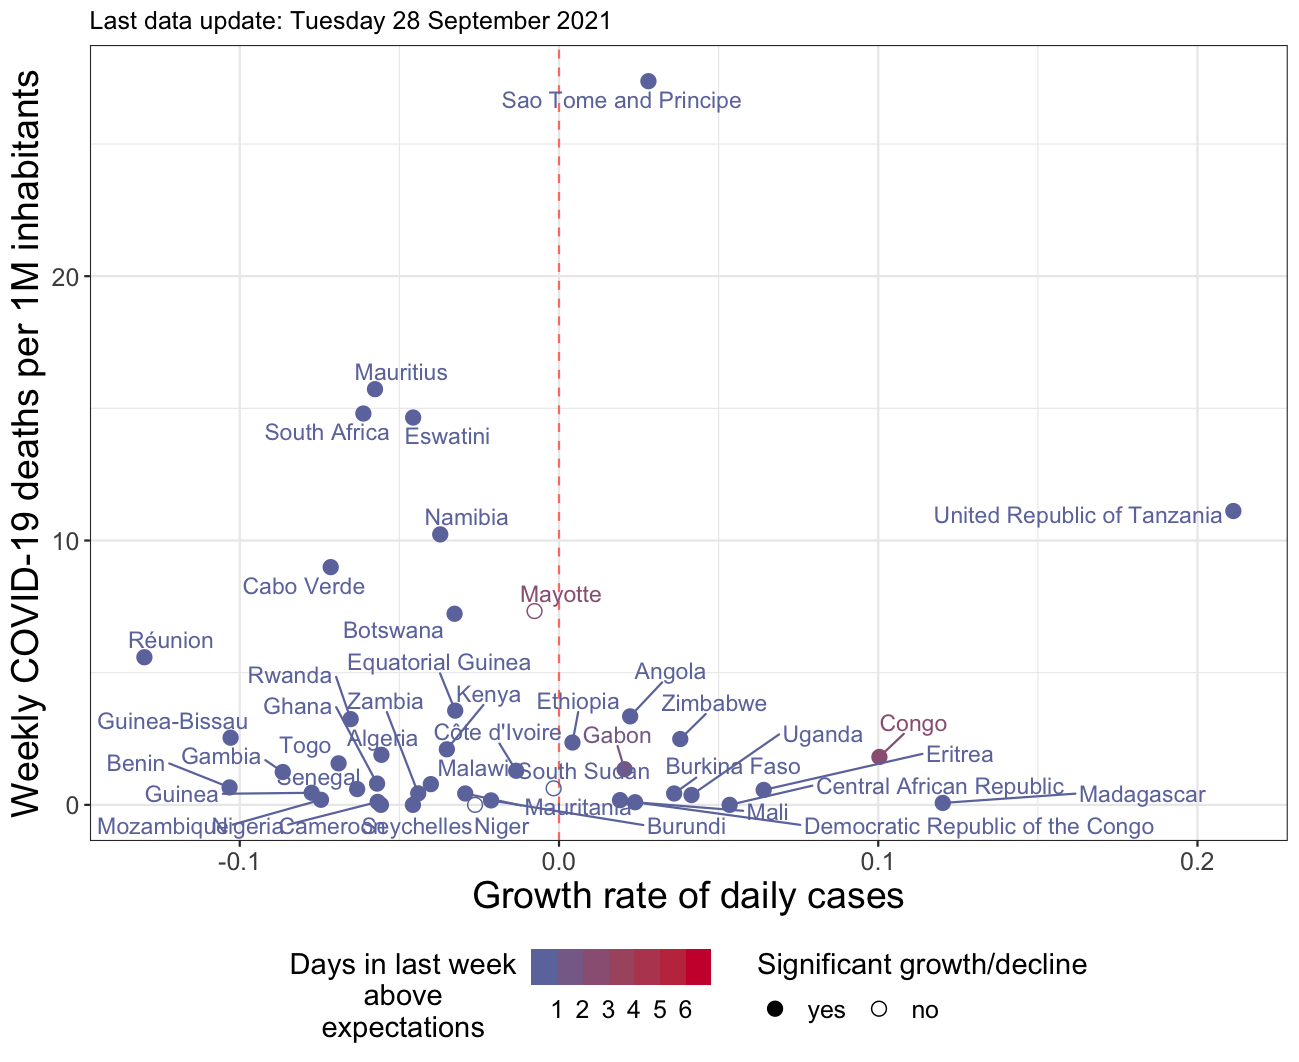 Last data update: Tuesday 28 September 2021
Weekly COVID-19 deaths per 1M inhabitants
20
10
0
Sao Tome and Principe
Mauritius
South Africa
Eswatini
Namibia
United Republic of Tanzania
Cabo Verde
Mayotte
Botswana
Réunion
Equatorial Guinea
Rwanda
Angola
Kenya
Zambia
Ethiopia
Zimbabwe
Ghana
Guinea-Bissau
Congo
Côte d'Ivoire
Gabon
Uganda
Togo
Algeria
Gambia
Eritrea
Benin
Malawi
South Sudan
Burkina Faso
Senegal
Central African Republic
Guinea
Madagascar
Mauritania
Mali
Mozambique
Nigeria
Cameroon
Seychelles
Niger
Burundi
Democratic Republic of the Congo
-0.1
0.0
0.1
0.2
Growth rate of daily cases
Days in last week
above
expectations
1 2 3 4 5 6
Significant growth/decline
yes
no